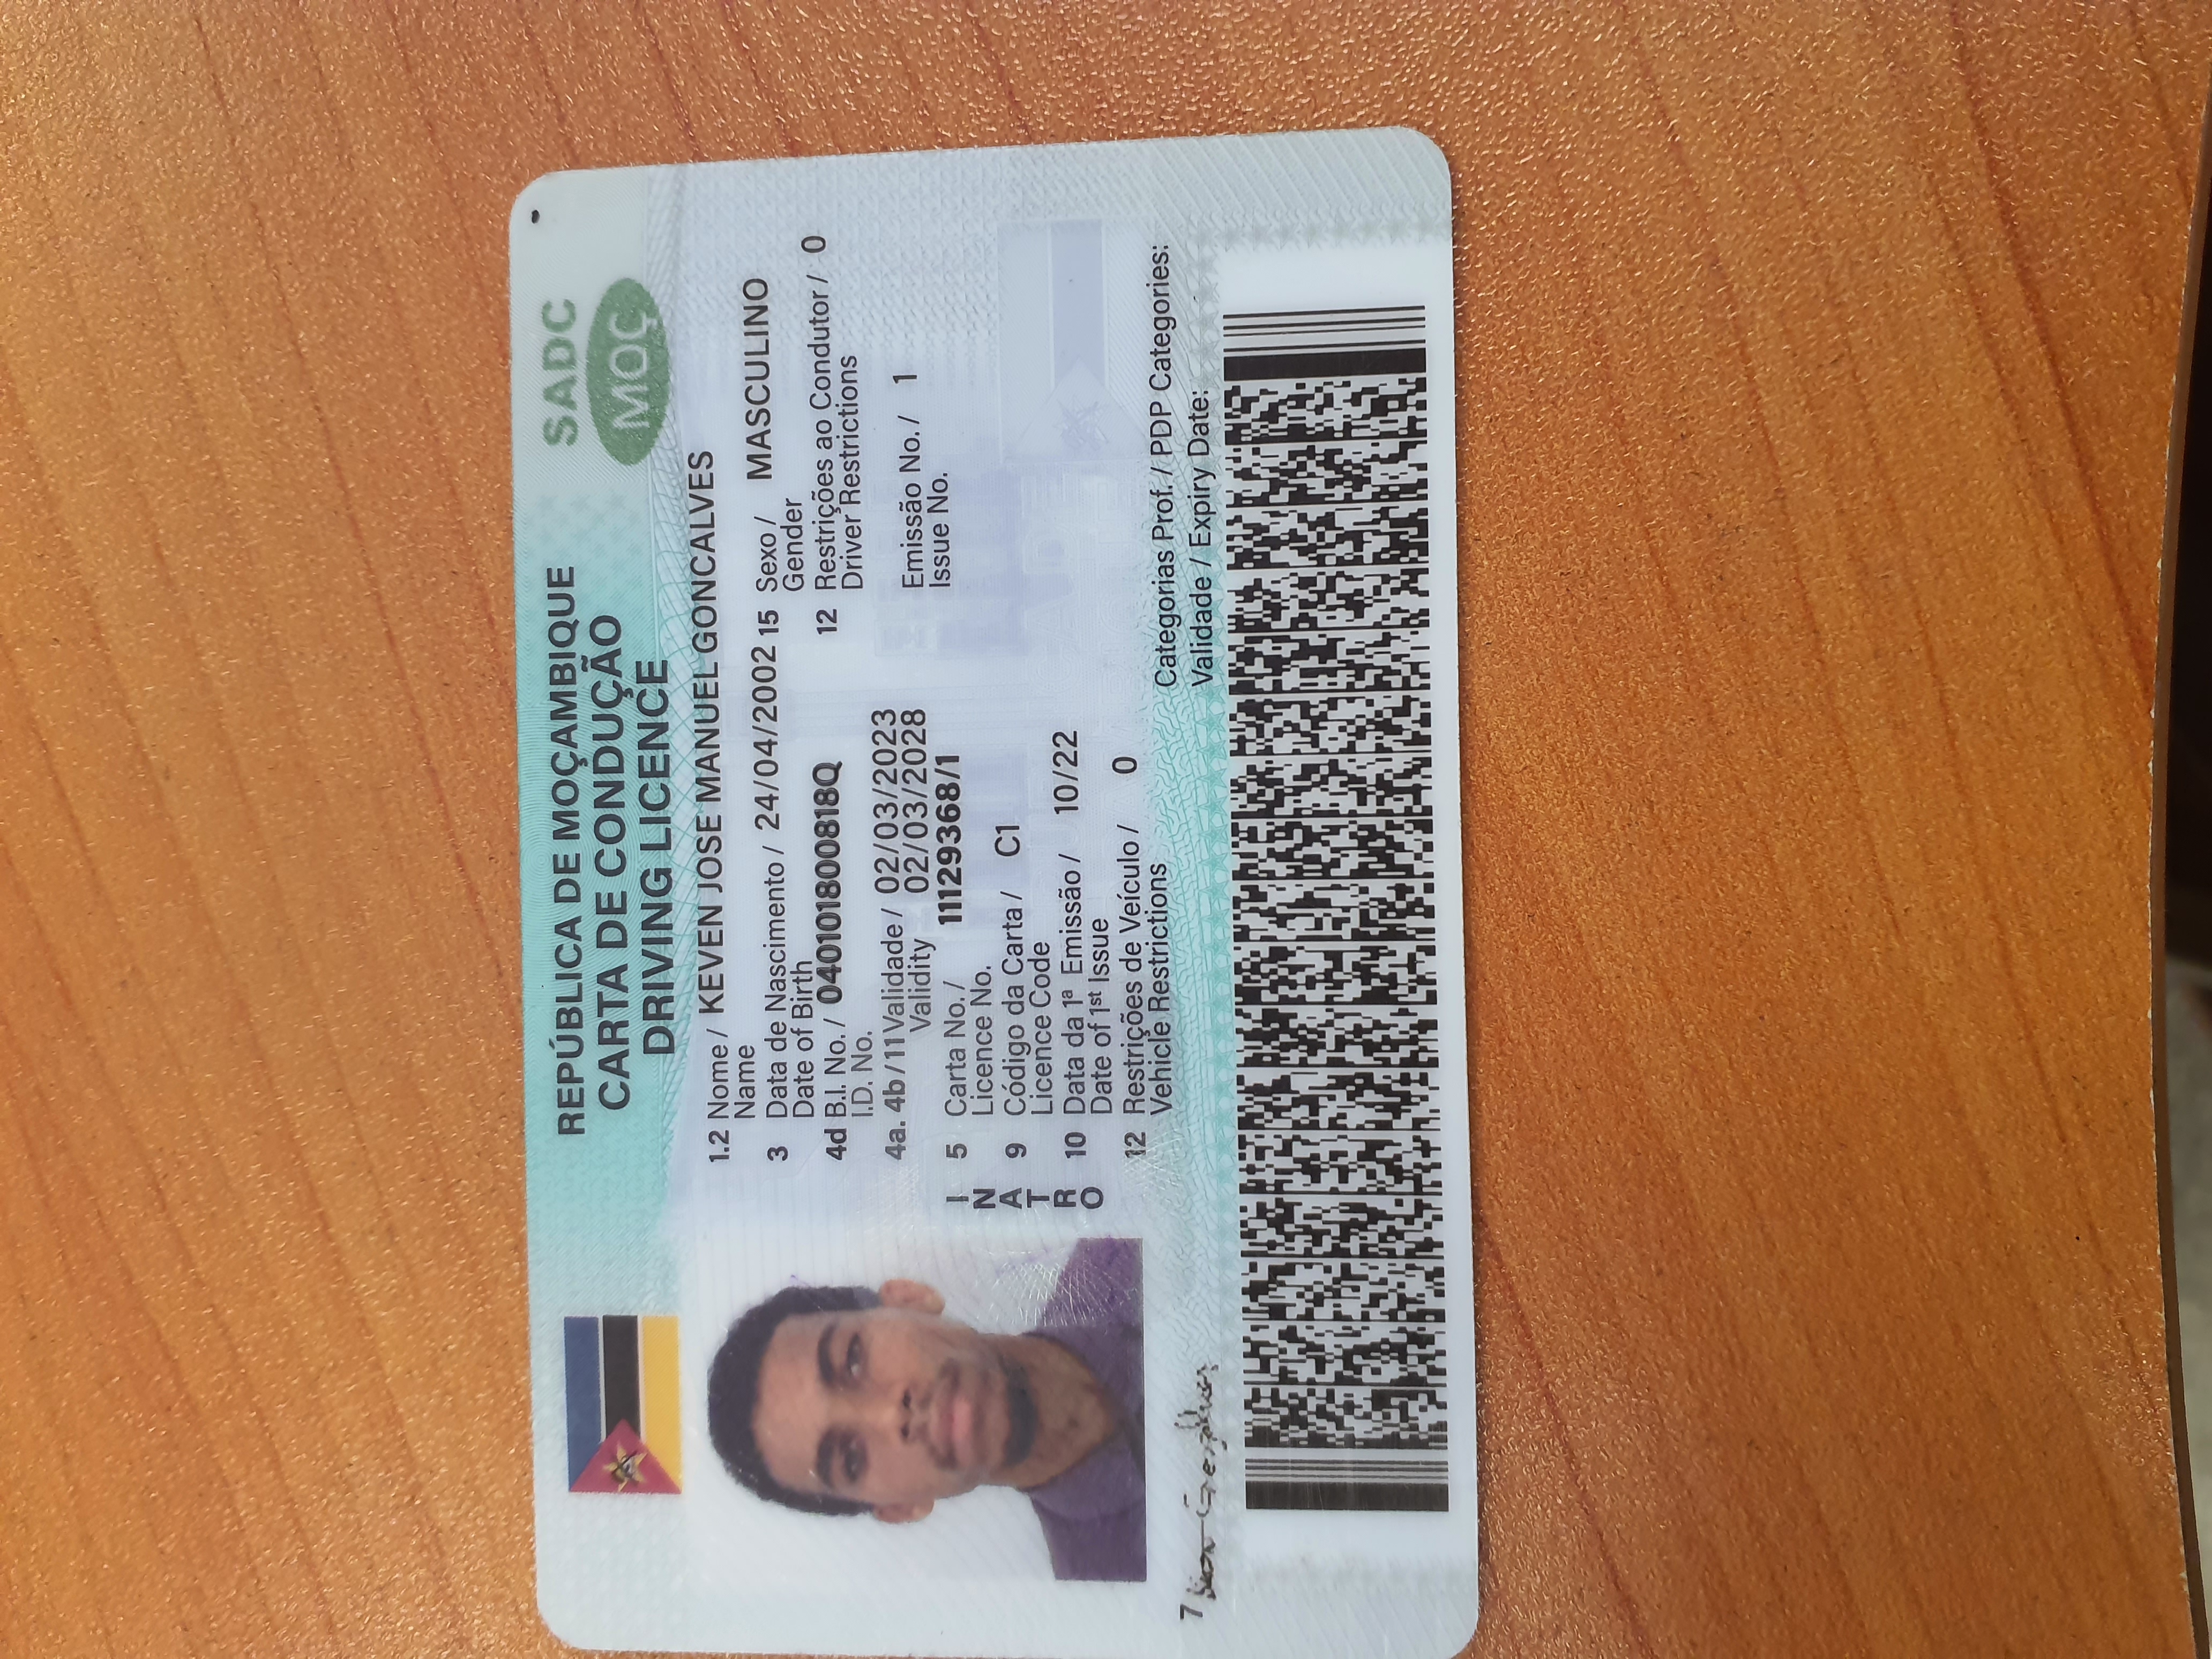 REPÚBLICA DE MOÇAMBIQUE
CARTA DE CONDUÇÃO
DRIVING LICENCE
SADC
MOÇ
1.2 Nome / KEVEN JOSE MANUEL GONCALVES
Name
3 Data de Nascimento / 24/04/2002 15 Sexo / MASCULINO
Date of Birth Gender
4d B.I. No. / 040101800818Q 12 Restrições ao Condutor / 0
I.D. No. Driver Restrictions
4a. 4b / 11 Validade / 02/03/2023
Validity 02/03/2028
Emissão No. / 1
Issue No.
5 Carta No. / 11129368/1
Licence No.
9 Código da Carta / C1
Licence Code
10 Data da 1ª Emissão / 10/22
Date of 1st Issue
12 Restrições de Veículo / 0
Vehicle Restrictions
INATRO
Categorias Prof. / PDP Categories:
Validade / Expiry Date:
7